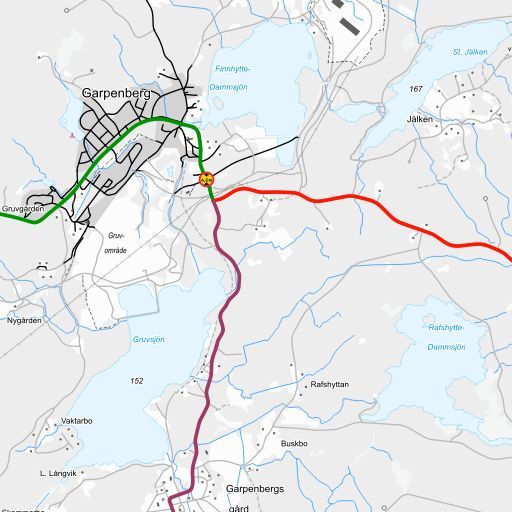 St. Jälken
Finnhytte-
Dammsjön
167
Garpenberg
Jälken
Gruvgården
Gruv-
område
Nygården
Gruvsjön
Rafshytte-
Dammsjön
152
Rafshyttan
Vaktarbo
Buskbo
L. Långvik
Garpenbergs
gård